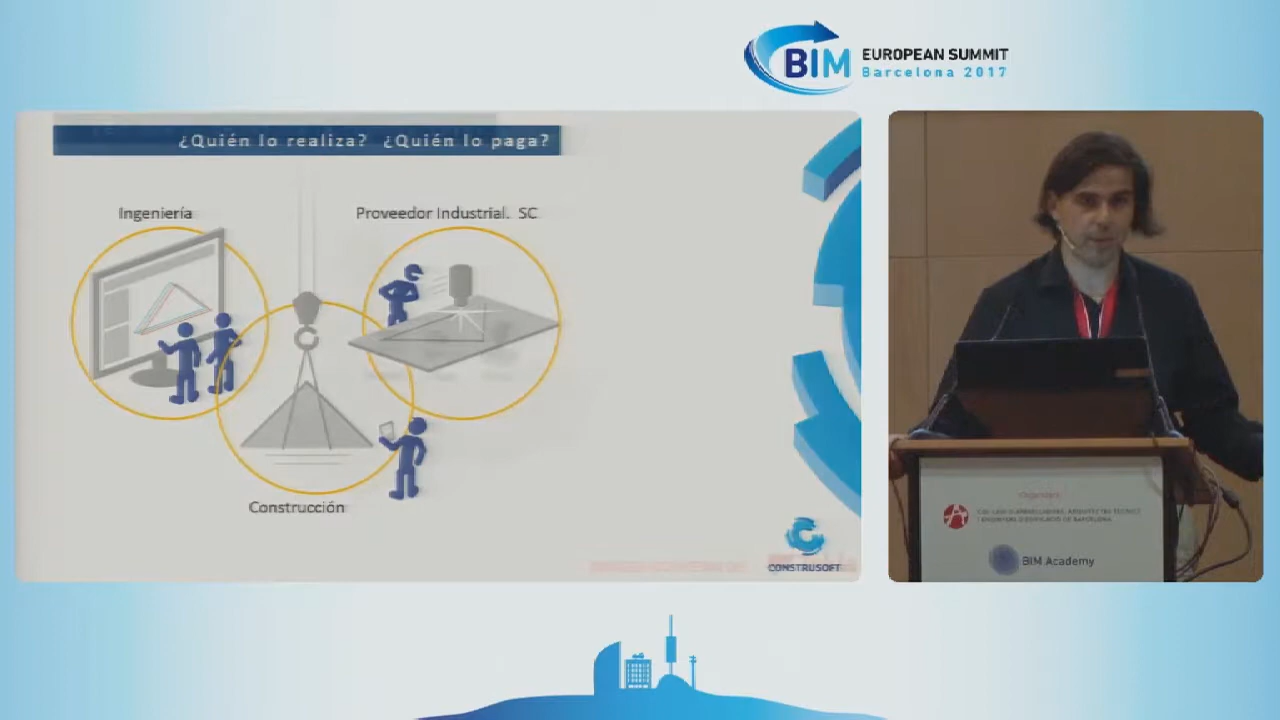 BIM EUROPEAN SUMMIT
Barcelona 2017
¿Quién lo realiza? ¿Quién lo paga?
Ingeniería
Proveedor Industrial. SC
Construcción
CONSTRUSOFT
Organitza:
BIM Academy